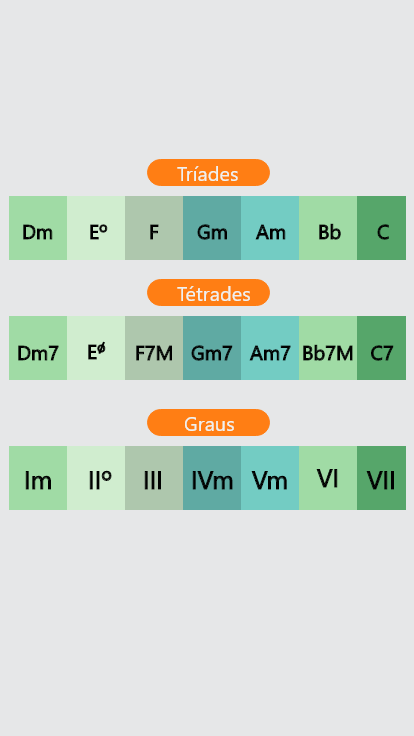 Tríades
Dm Eº F Gm Am Bb C
Tétrades
Dm7 Eø F7M Gm7 Am7 Bb7M C7
Graus
Im IIº III IVm Vm VI VII